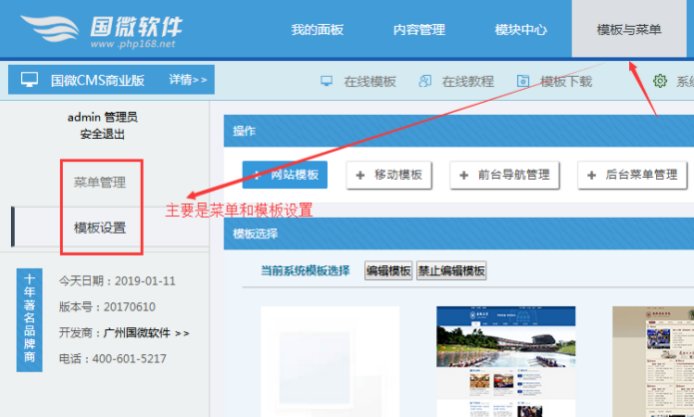 国微软件
www.php168.net
我的面板
内容管理
模块中心
模板与菜单
国微CMS商业版 详情>>
在线模板
在线教程
模板下载
系统
admin 管理员
安全退出
操作
网站模板
移动模板
前台导航管理
后台菜单管理
菜单管理
主要是菜单和模板设置
模板设置
模板选择
当前系统模板选择 编辑模板 禁止编辑模板
十年著名品牌商
今天日期：2019-01-11
版本号：20170610
开发商：广州国微软件 >>
电话：400-601-5217